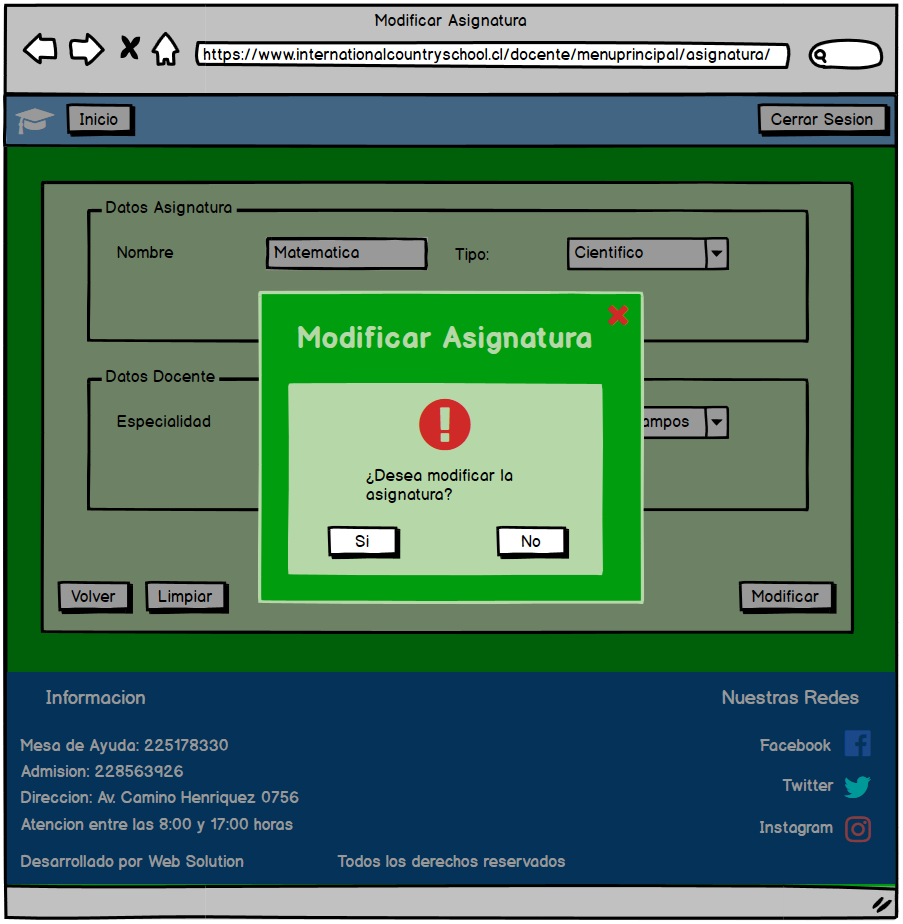 Modificar Asignatura
https://www.internationalcountryschool.cl/docente/menuprincipal/asignatura/
Inicio
Cerrar Sesion
Datos Asignatura
Nombre
Matematica
Tipo:
Cientifico
Modificar Asignatura
Datos Docente
Especialidad
¿Desea modificar la
asignatura?
Si
No
Volver
Limpiar
Modificar
Informacion
Nuestras Redes
Mesa de Ayuda: 225178330
Facebook
Admision: 228563926
Twitter
Direccion: Av. Camino Henriquez 0756
Atencion entre las 8:00 y 17:00 horas
Instagram
Desarrollado por Web Solution
Todos los derechos reservados